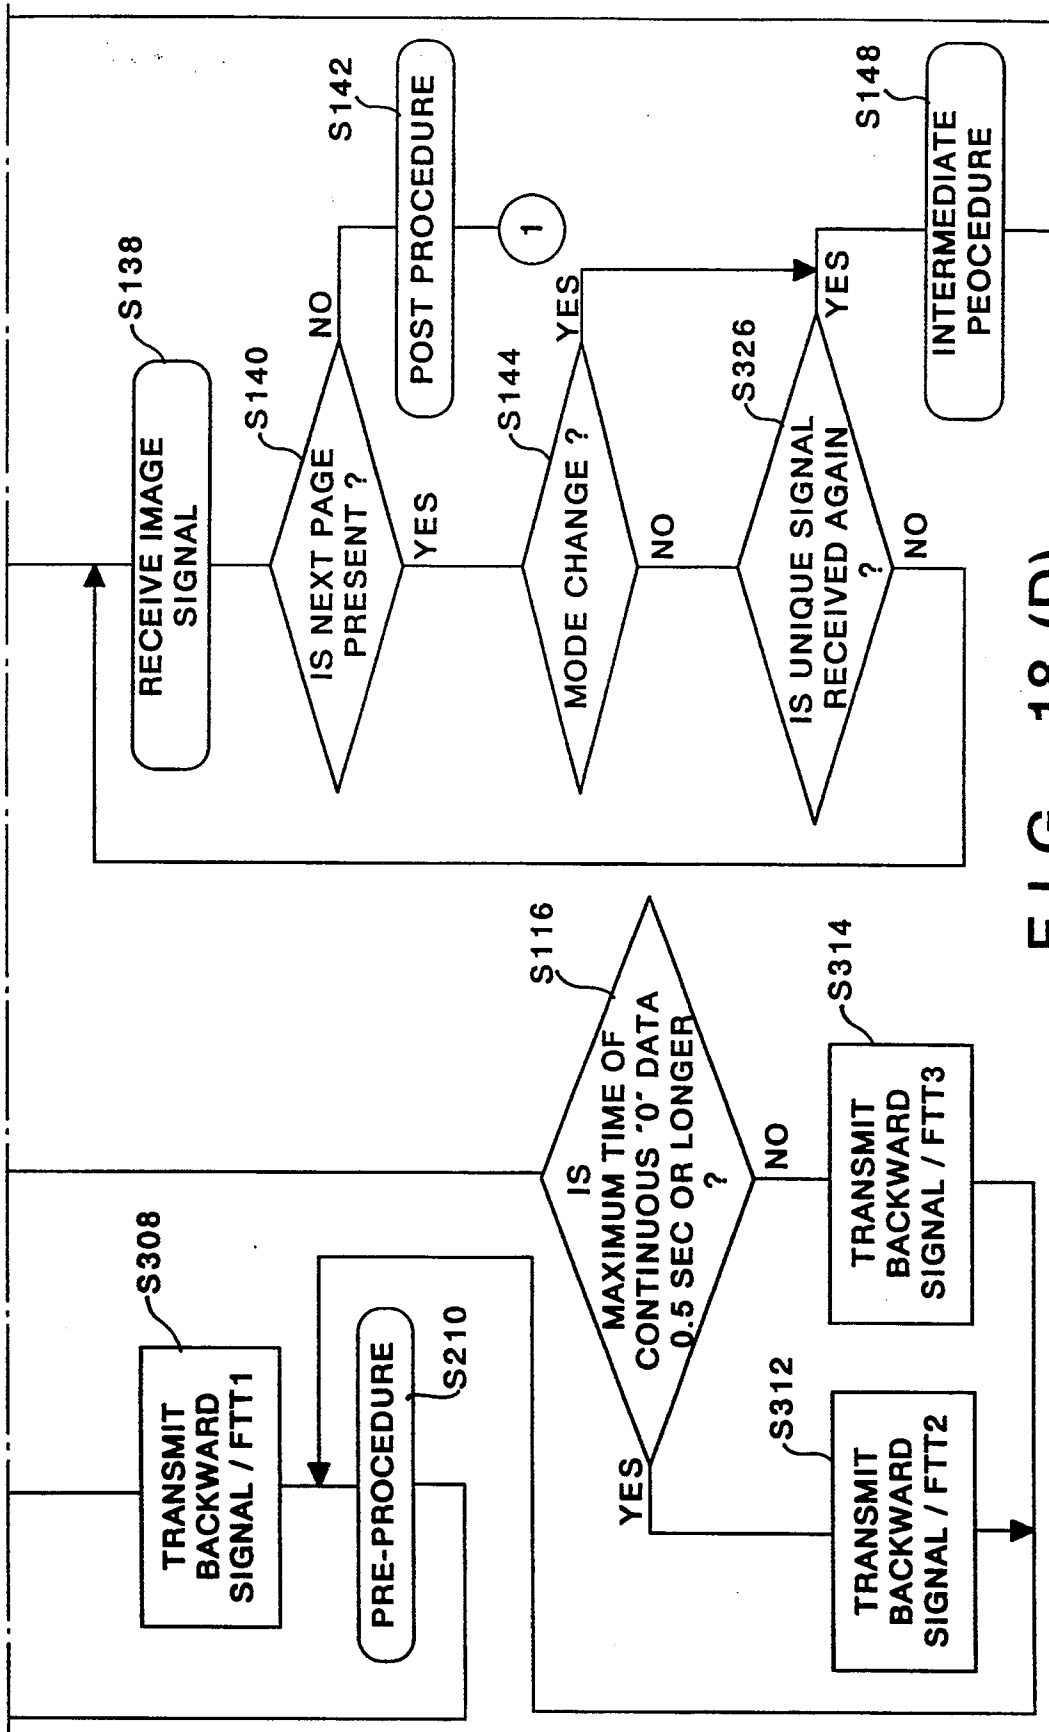 TRANSMIT
BACKWARD
SIGNAL / FTT1
S308
PRE-PROCEDURE
S210
IS
MAXIMUM TIME OF
CONTINUOUS "0" DATA
0.5 SEC OR LONGER
?
S116
YES
NO
TRANSMIT
BACKWARD
SIGNAL / FTT2
S312
TRANSMIT
BACKWARD
SIGNAL / FTT3
S314
RECEIVE IMAGE
SIGNAL
S138
IS NEXT PAGE
PRESENT ?
S140
NO
YES
POST PROCEDURE
S142
1
MODE CHANGE ?
S144
YES
NO
IS UNIQUE SIGNAL
RECEIVED AGAIN
?
S326
YES
NO
INTERMEDIATE
PEOCEDURE
S148
FIG. 18 (D)